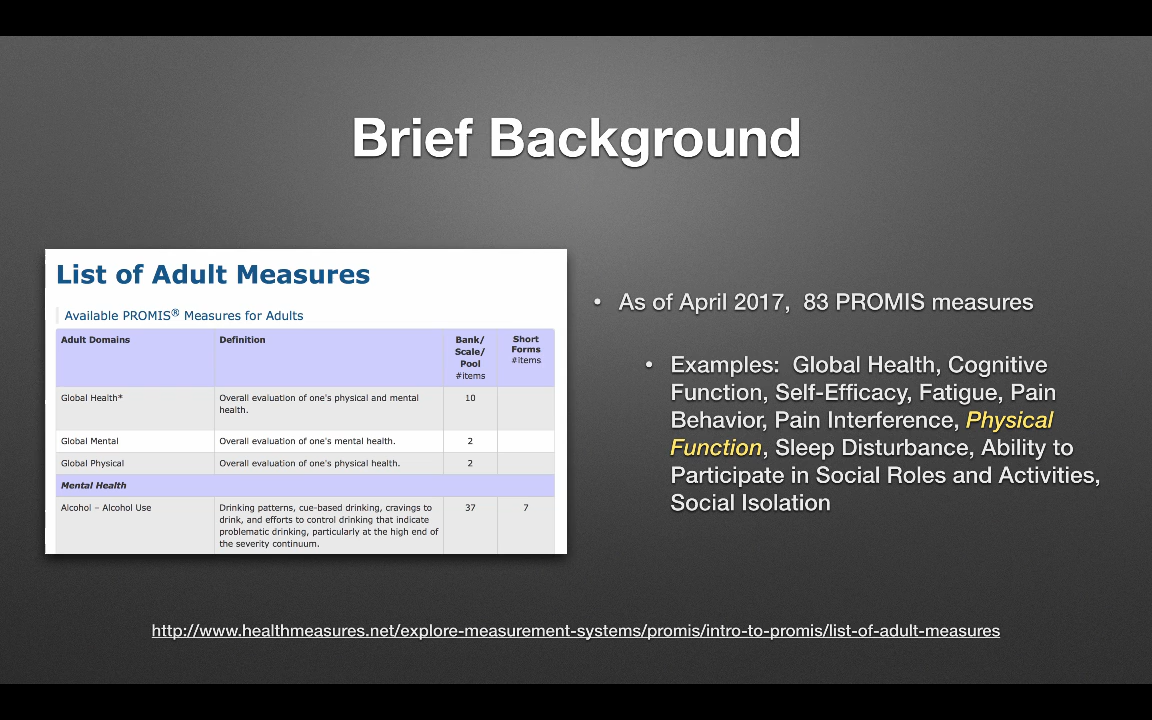 Brief Background
List of Adult Measures
Available PROMIS® Measures for Adults
Adult Domains
Definition
Bank/
Scale/
Pool
#items
Short
Forms
#items
Global Health*
Overall evaluation of one's physical and mental
health.
10
Global Mental
Overall evaluation of one's mental health.
2
Global Physical
Overall evaluation of one's physical health.
2
Mental Health
Alcohol – Alcohol Use
Drinking patterns, cue-based drinking, cravings to
drink, and efforts to control drinking that indicate
problematic drinking, particularly at the high end of
the severity continuum.
37
7
• As of April 2017, 83 PROMIS measures
• Examples: Global Health, Cognitive
Function, Self-Efficacy, Fatigue, Pain
Behavior, Pain Interference, Physical
Function, Sleep Disturbance, Ability to
Participate in Social Roles and Activities,
Social Isolation
http://www.healthmeasures.net/explore-measurement-systems/promis/intro-to-promis/list-of-adult-measures